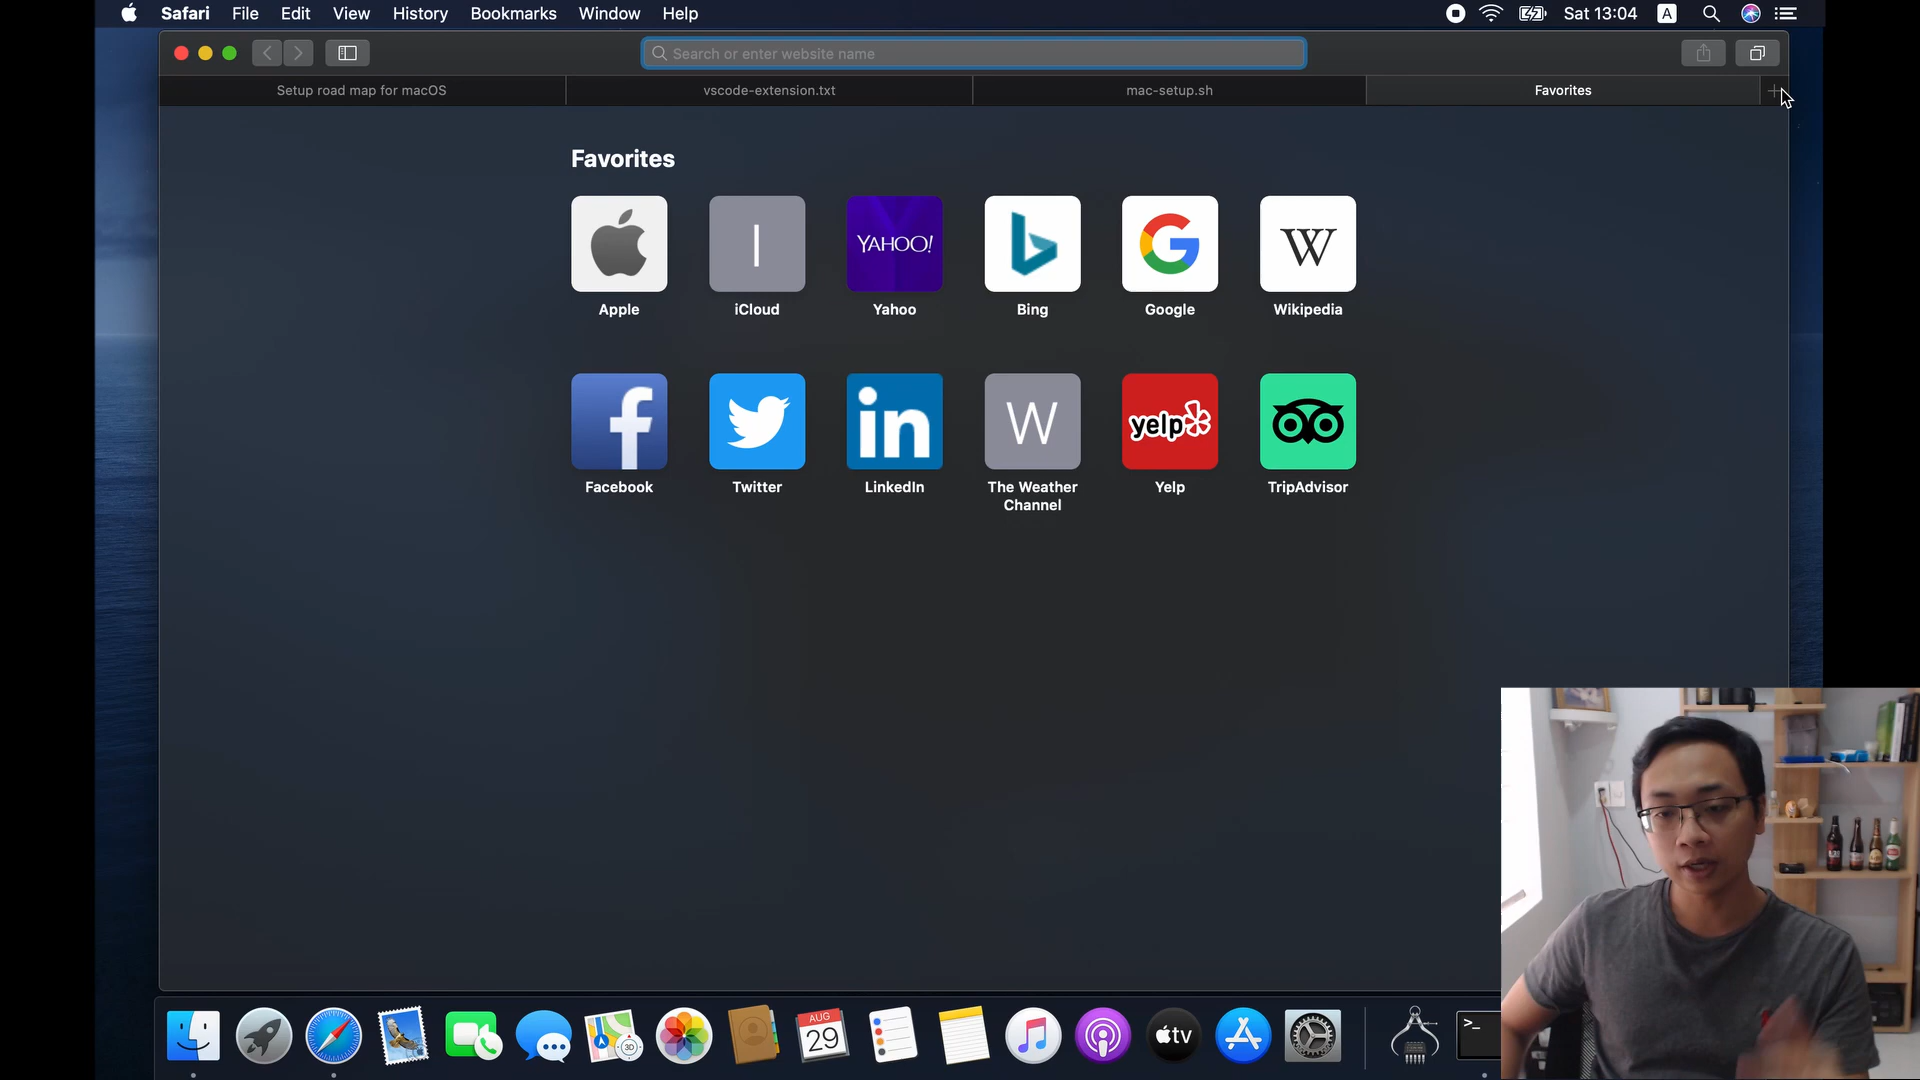 Safari File Edit View History Bookmarks Window Help Sat 13:04 A
Search or enter website name
Setup road map for macOS vscode-extension.txt mac-setup.sh Favorites
Favorites
I YAHOO! W
Apple iCloud Yahoo Bing Google Wikipedia
f in W yelp
Facebook Twitter LinkedIn The Weather Channel Yelp TripAdvisor
3D AUG 29 tv >_